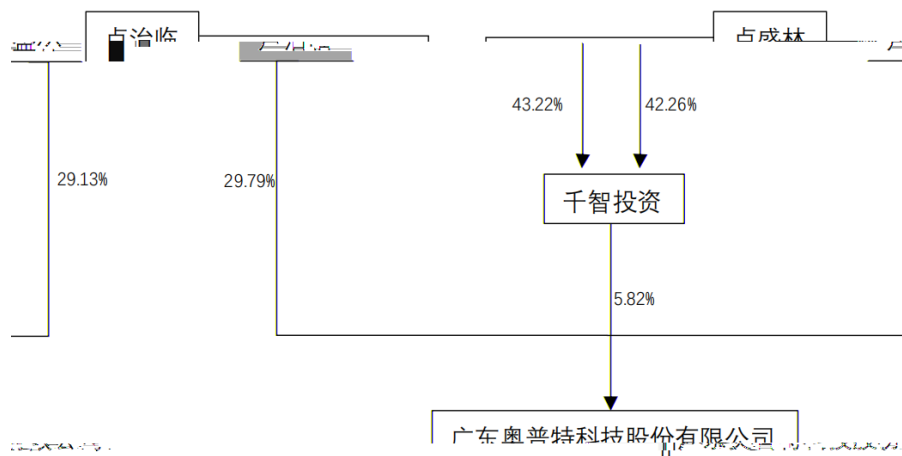 卢治临
卢盛林
43.22%
42.26%
29.13%
29.79%
千智投资
5.82%
广东奥普特科技股份有限公司